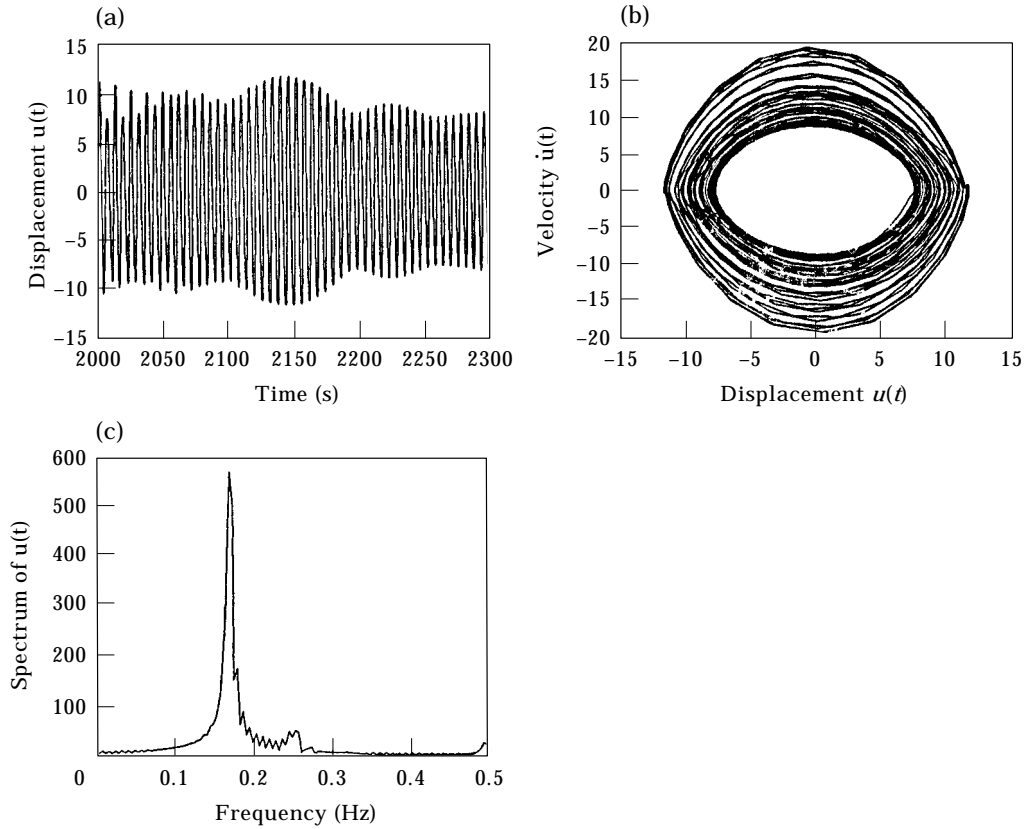 (a)
15
10
5
0
−5
−10
−15
2000 2050 2100 2150 2200 2250 2300
Displacement u(t)
Time (s)
(b)
20
15
10
5
0
−5
−10
−15
−20
−15 −10 −5 0 5 10 15
Velocity u̇(t)
Displacement u(t)
(c)
600
500
400
300
200
100
0 0.1 0.2 0.3 0.4 0.5
Spectrum of u(t)
Frequency (Hz)